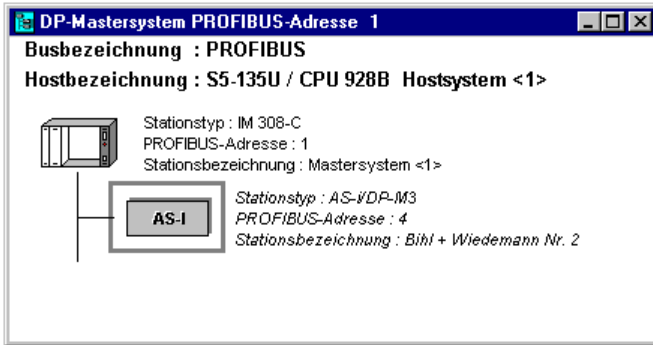 DP-Mastersystem PROFIBUS-Adresse 1
Busbezeichnung : PROFIBUS
Hostbezeichnung : S5-135U / CPU 928B Hostsystem <1>
Stationstyp : IM 308-C
PROFIBUS-Adresse : 1
Stationsbezeichnung : Mastersystem <1>
AS-I
Stationstyp : AS-I/DP-M3
PROFIBUS-Adresse : 4
Stationsbezeichnung : Bihl + Wiedemann Nr. 2